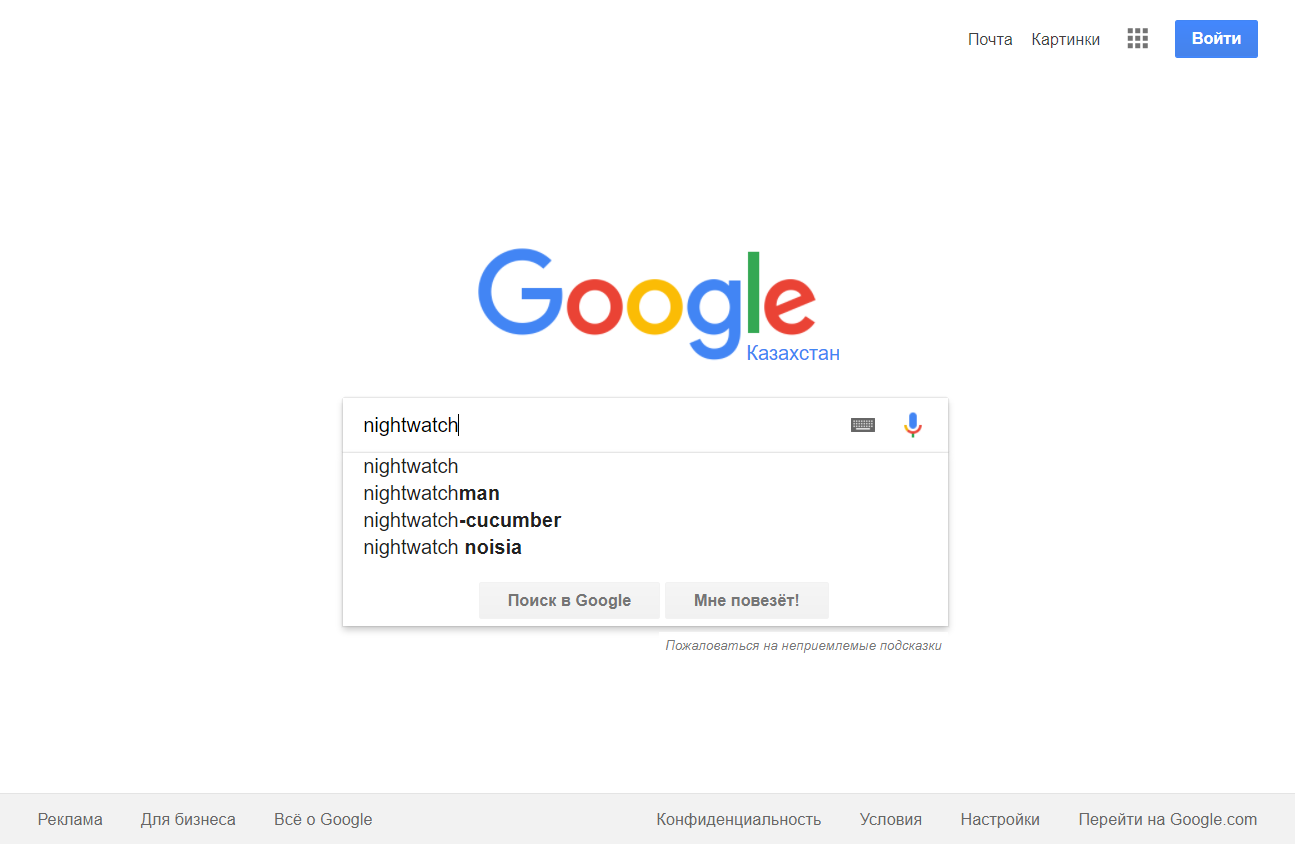 Почта Картинки Войти
Google
Казахстан
nightwatch
nightwatch
nightwatchman
nightwatch-cucumber
nightwatch noisia
Поиск в Google Мне повезёт!
Пожаловаться на неприемлемые подсказки
Реклама Для бизнеса Всё о Google Конфиденциальность Условия Настройки Перейти на Google.com